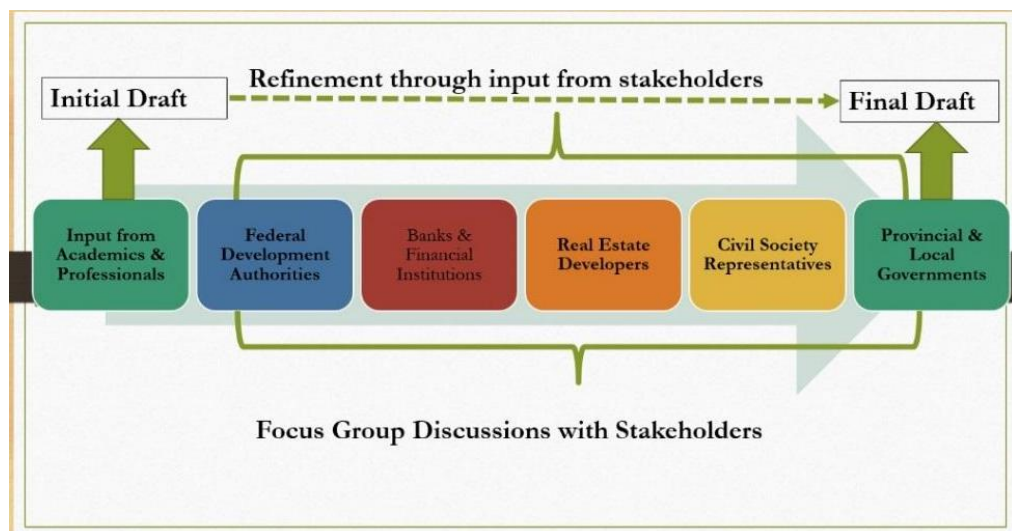 Refinement through input from stakeholders
Initial Draft
Final Draft
Input from
Academics &
Professionals
Federal
Development
Authorities
Banks &
Financial
Institutions
Real Estate
Developers
Civil Society
Representatives
Provincial &
Local
Governments
Focus Group Discussions with Stakeholders